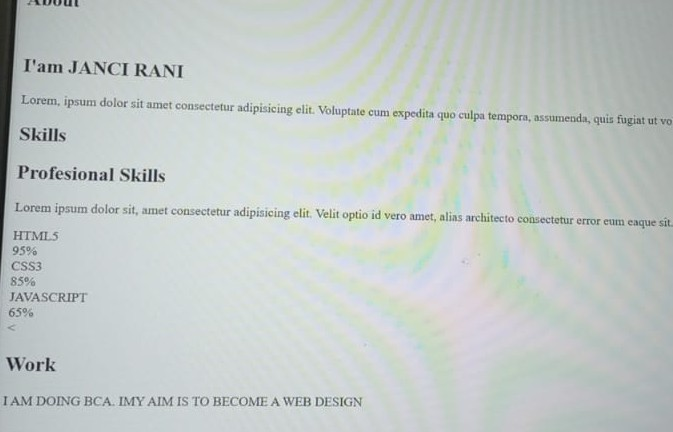 About
I'am JANCI RANI
Lorem, ipsum dolor sit amet consectetur adipisicing elit. Voluptate cum expedita quo culpa tempora, assumenda, quis fugiat ut vo
Skills
Profesional Skills
Lorem ipsum dolor sit, amet consectetur adipisicing elit. Velit optio id vero amet, alias architecto consectetur error eum eaque sit.
HTML5
95%
CSS3
85%
JAVASCRIPT
65%
<
Work
I AM DOING BCA. IMY AIM IS TO BECOME A WEB DESIGN